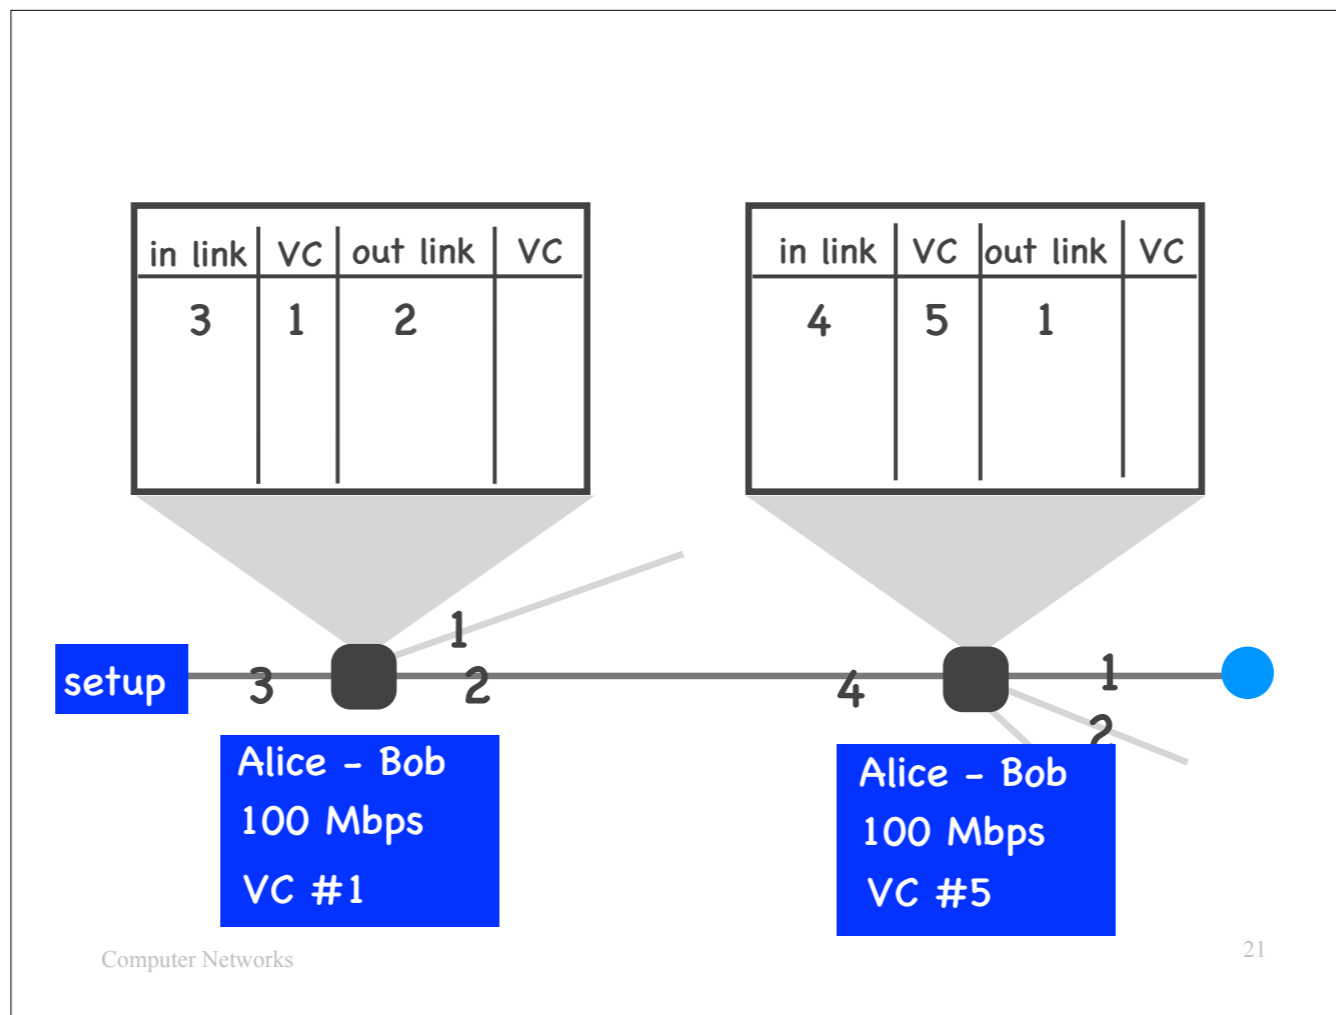 in link VC out link VC
3 1 2
in link VC out link VC
4 5 1
1
setup 3 2 4 1
2
Alice - Bob
100 Mbps
VC #1
Alice - Bob
100 Mbps
VC #5
Computer Networks
21